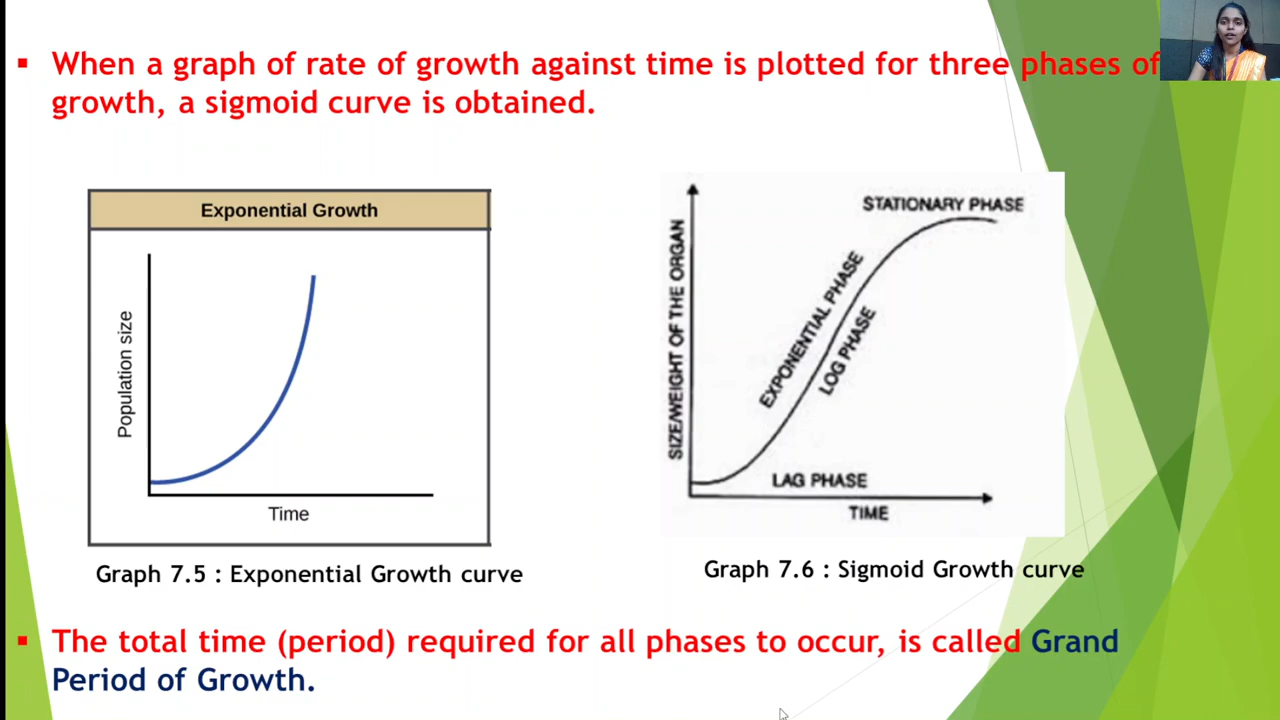 ▪ When a graph of rate of growth against time is plotted for three phases of
growth, a sigmoid curve is obtained.
Exponential Growth
Population size
Time
Graph 7.5 : Exponential Growth curve
STATIONARY PHASE
SIZE/WEIGHT OF THE ORGAN
EXPONENTIAL PHASE
LOG PHASE
LAG PHASE
TIME
Graph 7.6 : Sigmoid Growth curve
▪ The total time (period) required for all phases to occur, is called Grand
Period of Growth.